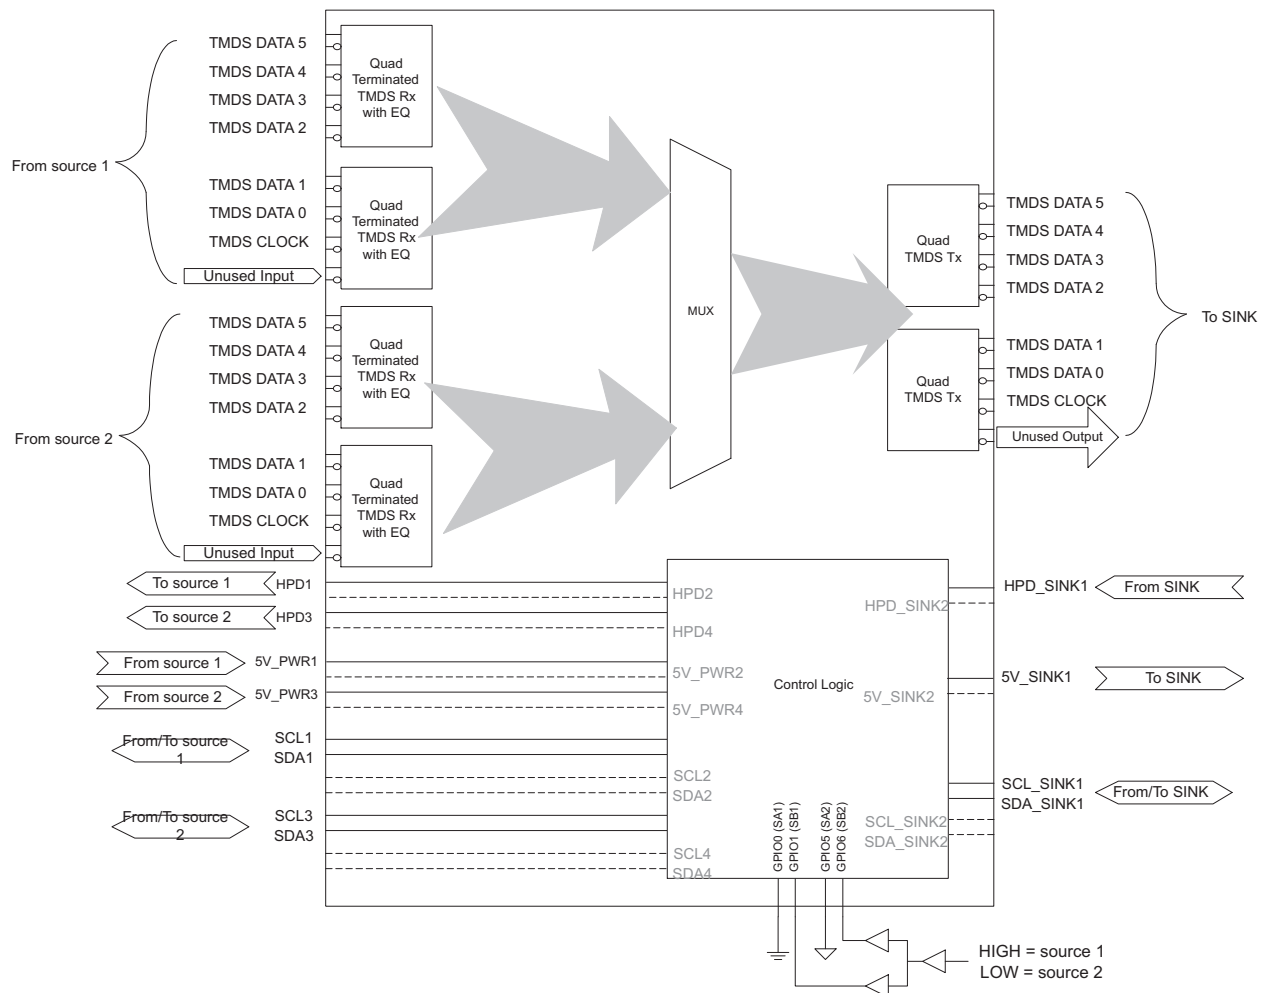 TMDS DATA 5
TMDS DATA 4
TMDS DATA 3
TMDS DATA 2
From source 1
TMDS DATA 1
TMDS DATA 0
TMDS CLOCK
Unused Input
Quad
Terminated
TMDS Rx
with EQ
Quad
Terminated
TMDS Rx
with EQ
TMDS DATA 5
TMDS DATA 4
TMDS DATA 3
TMDS DATA 2
From source 2
TMDS DATA 1
TMDS DATA 0
TMDS CLOCK
Unused Input
Quad
Terminated
TMDS Rx
with EQ
Quad
Terminated
TMDS Rx
with EQ
MUX
Quad
TMDS Tx
Quad
TMDS Tx
TMDS DATA 5
TMDS DATA 4
TMDS DATA 3
TMDS DATA 2
TMDS DATA 1
TMDS DATA 0
TMDS CLOCK
Unused Output
To SINK
To source 1
HPD1
To source 2
HPD3
From source 1
5V_PWR1
From source 2
5V_PWR3
From/To source
1
SCL1
SDA1
From/To source
2
SCL3
SDA3
HPD2
HPD4
5V_PWR2
5V_PWR4
SCL2
SDA2
SCL4
SDA4
Control Logic
HPD_SINK2
5V_SINK2
SCL_SINK2
SDA_SINK2
GPIO0 (SA1)
GPIO1 (SB1)
GPIO5 (SA2)
GPIO6 (SB2)
HPD_SINK1
From SINK
5V_SINK1
To SINK
SCL_SINK1
SDA_SINK1
From/To SINK
HIGH = source 1
LOW = source 2